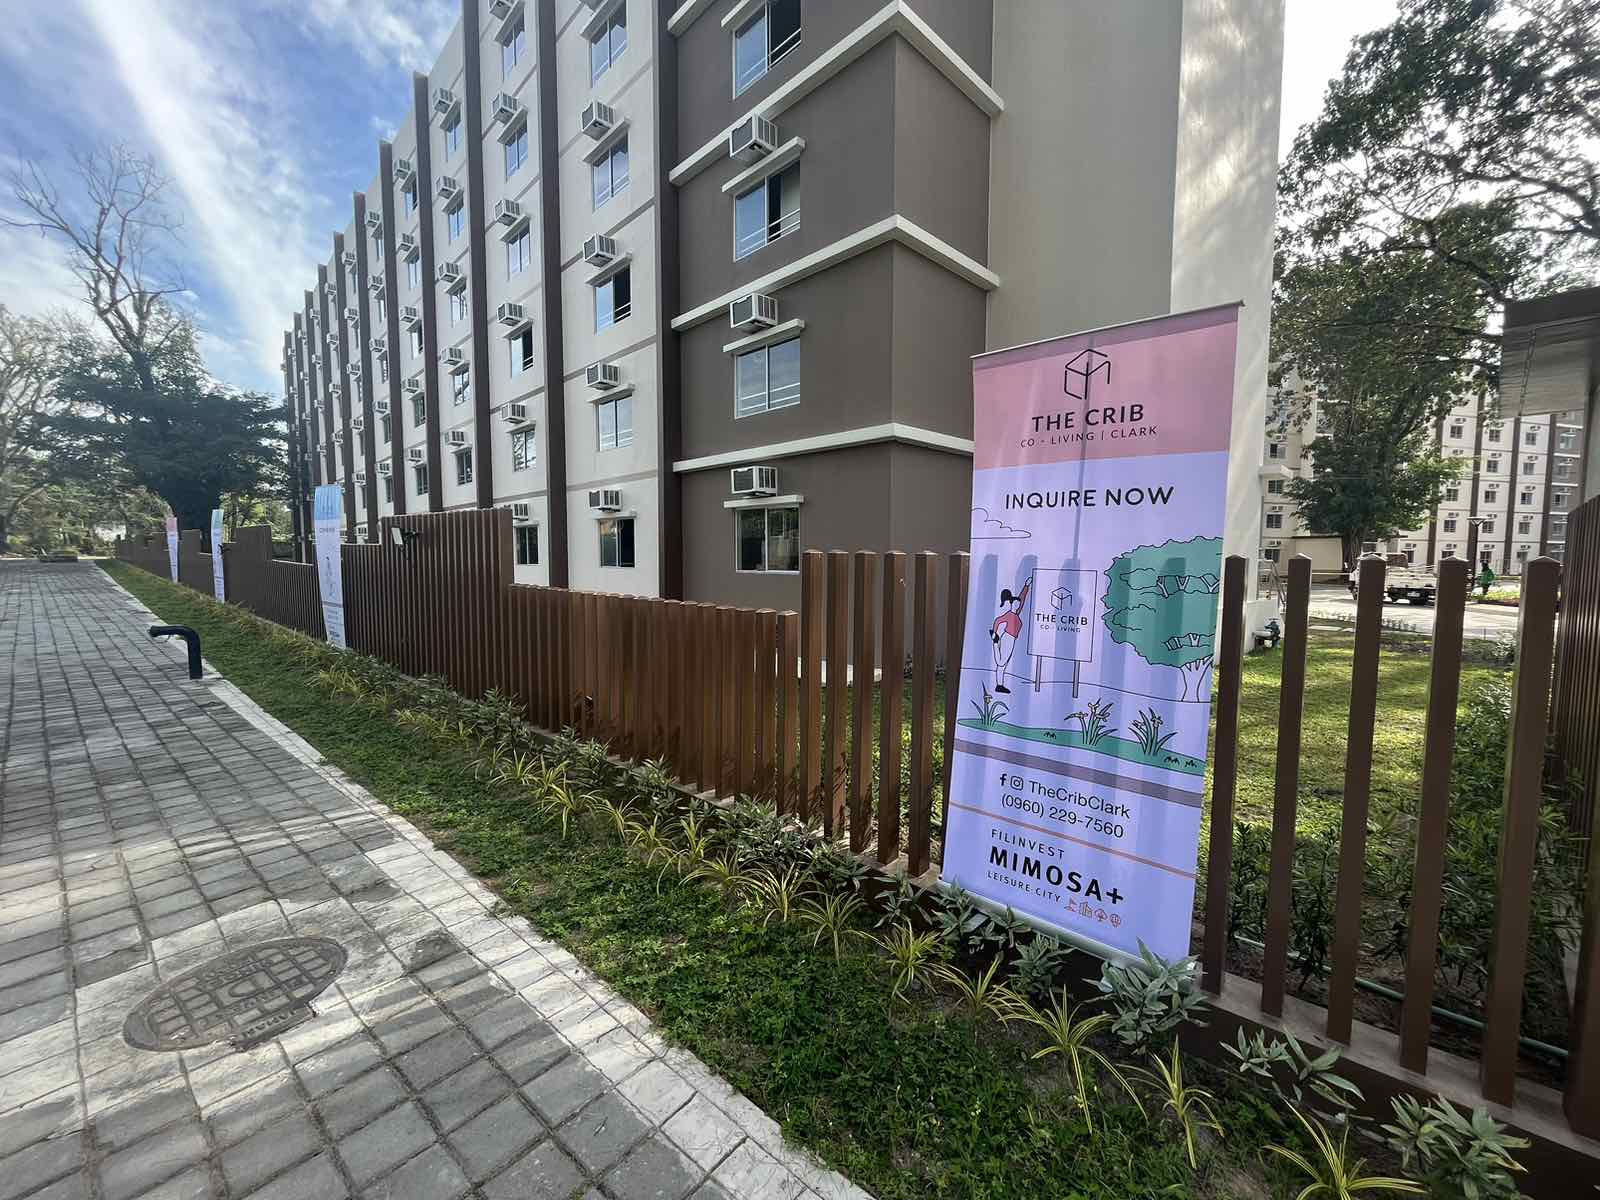 THE CRIB
CO - LIVING | CLARK
INQUIRE NOW
THE CRIB
CO - LIVING
TheCribClark
(0960) 229-7560
FILINVEST
MIMOSA+
LEISURE CITY